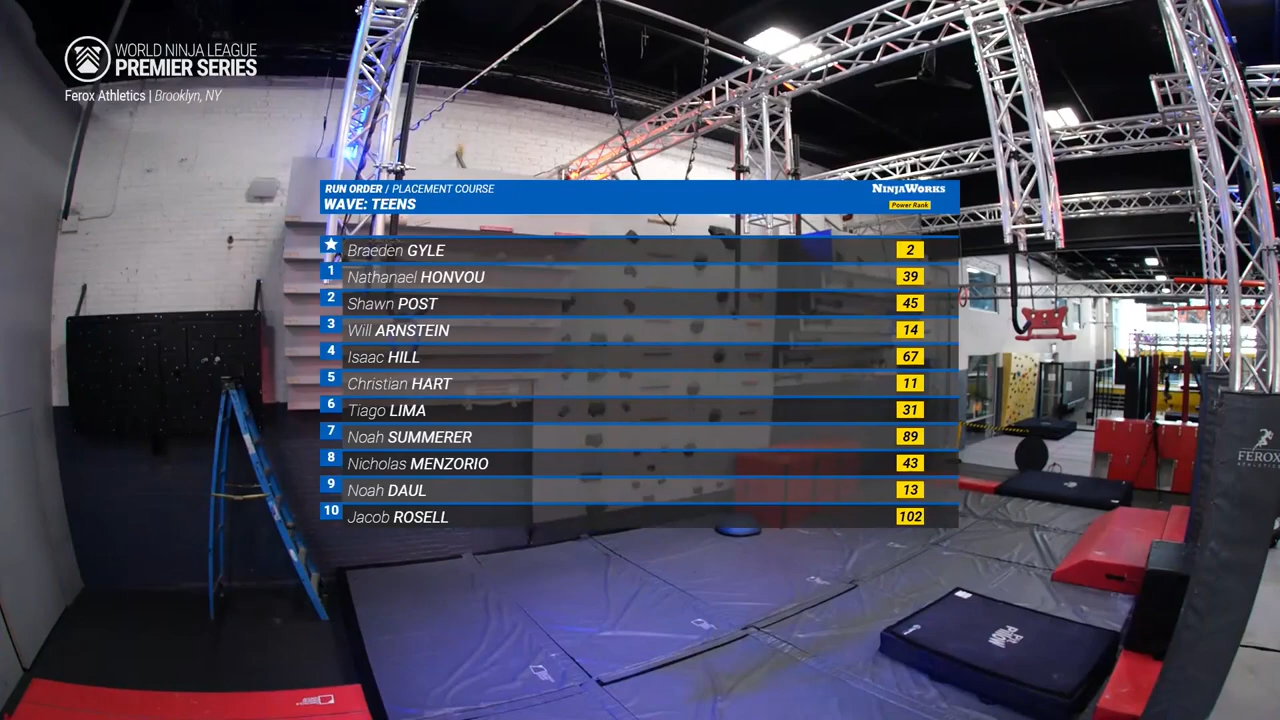 WORLD NINJA LEAGUE
PREMIER SERIES
Ferox Athletics | Brooklyn, NY
RUN ORDER / PLACEMENT COURSE
WAVE: TEENS
NINJAWORKS
Power Rank
Braeden GYLE 2
1 Nathanael HONVOU 39
2 Shawn POST 45
3 Will ARNSTEIN 14
4 Isaac HILL 67
5 Christian HART 11
6 Tiago LIMA 31
7 Noah SUMMERER 89
8 Nicholas MENZORIO 43
9 Noah DAUL 13
10 Jacob ROSELL 102
FEROX
ATHLETICS